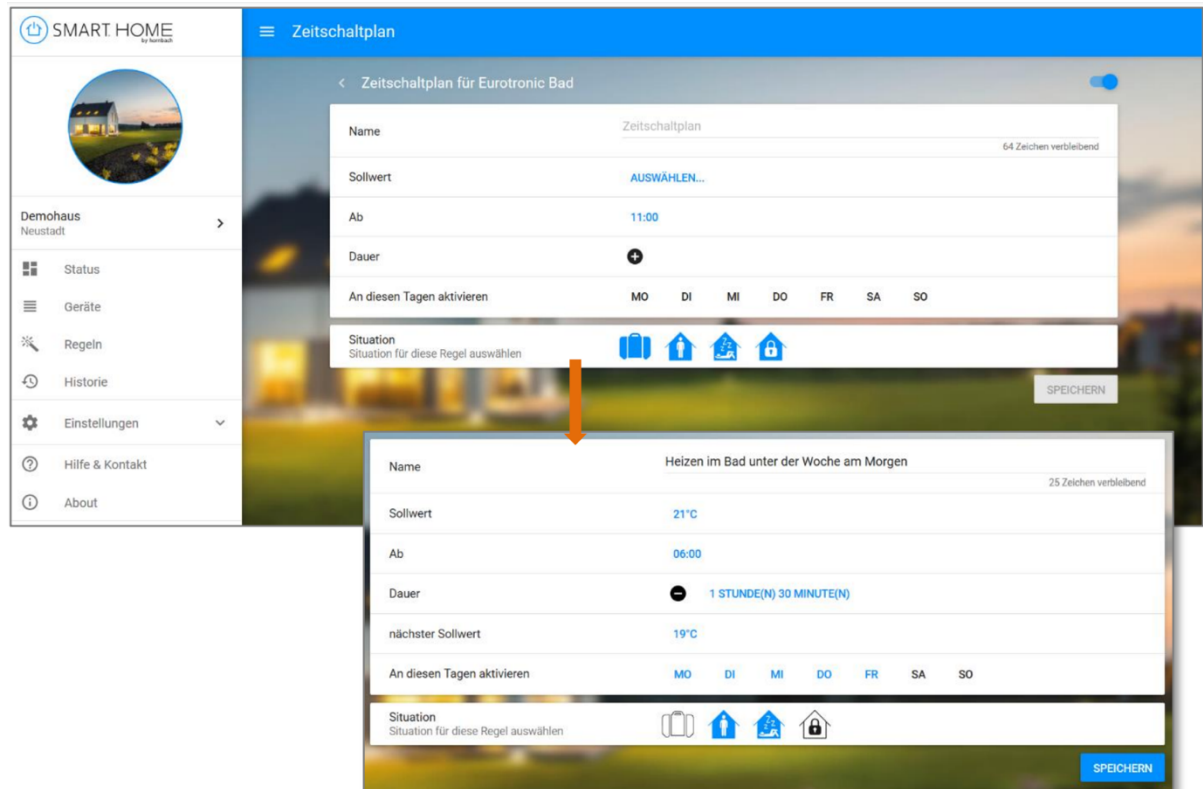 SMART HOME
by hornbach
Zeitschaltplan
Zeitschaltplan für Eurotronic Bad
Demohaus
Neustadt
Status
Geräte
Regeln
Historie
Einstellungen
Hilfe & Kontakt
About
Name
Zeitschaltplan
64 Zeichen verbleibend
Sollwert
AUSWÄHLEN...
Ab
11:00
Dauer
An diesen Tagen aktivieren
MO DI MI DO FR SA SO
Situation
Situation für diese Regel auswählen
SPEICHERN
Name
Heizen im Bad unter der Woche am Morgen
25 Zeichen verbleibend
Sollwert
21°C
Ab
06:00
Dauer
1 STUNDE(N) 30 MINUTE(N)
nächster Sollwert
19°C
An diesen Tagen aktivieren
MO DI MI DO FR SA SO
Situation
Situation für diese Regel auswählen
SPEICHERN